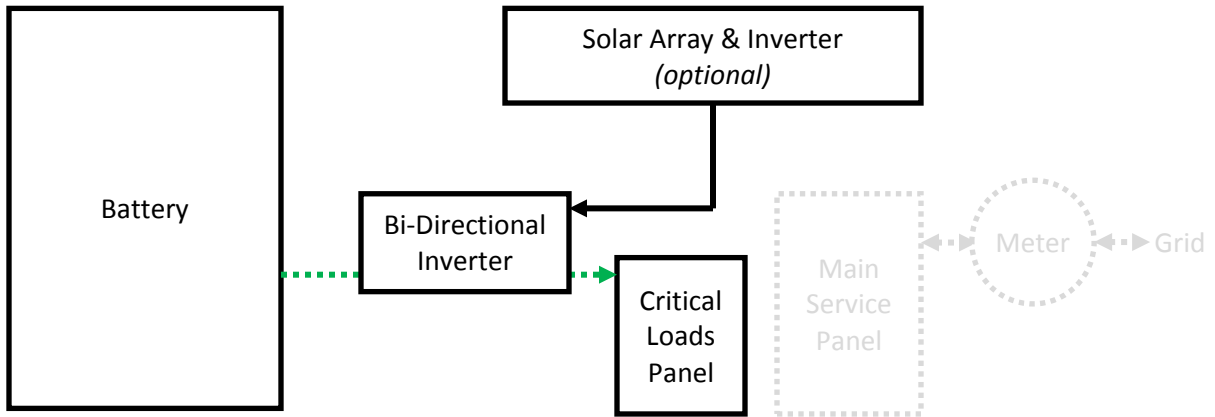 Solar Array & Inverter
(optional)
Battery
Bi-Directional
Inverter
Critical
Loads
Panel
Main
Service
Panel
Meter
Grid